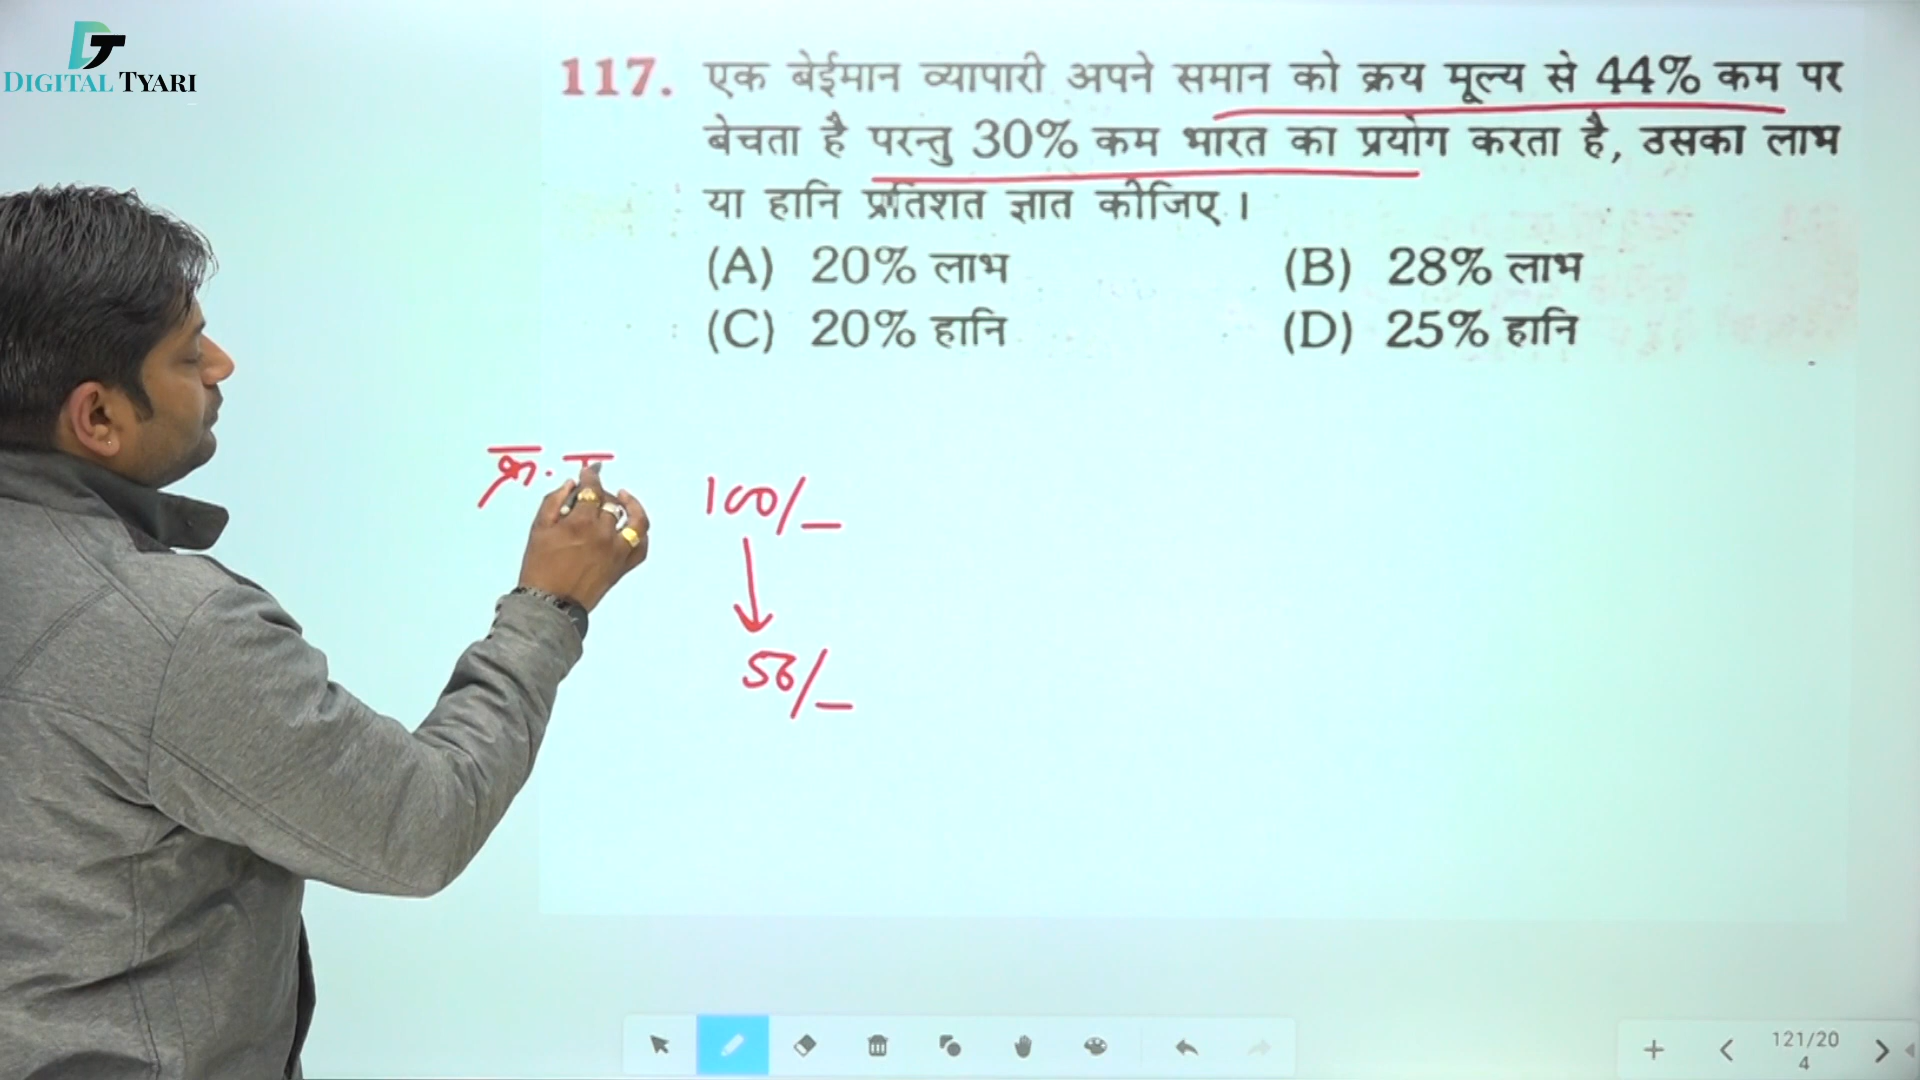 DIGITAL TYARI
117. एक बेईमान व्यापारी अपने समान को क्रय मूल्य से 44% कम पर
बेचता है परन्तु 30% कम भारत का प्रयोग करता है, उसका लाभ
या हानि प्रतिशत ज्ञात कीजिए ।
(A) 20% लाभ (B) 28% लाभ
(C) 20% हानि (D) 25% हानि
क्र. 100/-
56/-
121/20
4